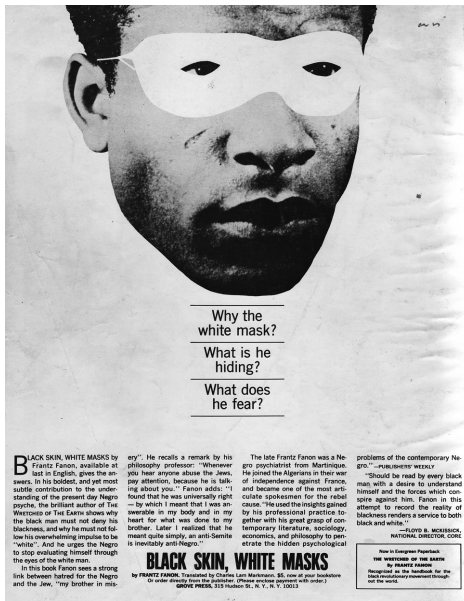 Why the
white mask?
What is he
hiding?
What does
he fear?
BLACK SKIN, WHITE MASKS by
Frantz Fanon, available at
last in English, gives the an-
swers. In his boldest, and yet most
subtle contribution to the under-
standing of the present day Negro
psyche, the brilliant author of THE
WRETCHED OF THE EARTH shows why
the black man must not deny his
blackness, and why he must not fol-
low his overwhelming impulse to be
"white". And he urges the Negro
to stop evaluating himself through
the eyes of the white man.
In this book Fanon sees a strong
link between hatred for the Negro
and the Jew, "my brother in mis-
ery". He recalls a remark by his
philosophy professor: "Whenever
you hear anyone abuse the Jews,
pay attention, because he is talk-
ing about you." Fanon adds: "I
found that he was universally right
— by which I meant that I was an-
swerable in my body and in my
heart for what was done to my
brother. Later I realized that he
meant quite simply, an anti-Semite
is inevitably anti-Negro."
The late Frantz Fanon was a Ne-
gro psychiatrist from Martinique.
He joined the Algerians in their war
of independence against France,
and became one of the most arti-
culate spokesmen for the rebel
cause. "He used the insights gained
by his professional practice to-
gether with his great grasp of con-
temporary literature, sociology,
economics, and philosophy to pen-
etrate the hidden psychological
problems of the contemporary Ne-
gro." —PUBLISHERS' WEEKLY
"Should be read by every black
man with a desire to understand
himself and the forces which con-
spire against him. Fanon in this
attempt to record the reality of
blackness renders a service to both
black and white."
—FLOYD B. MCKISSICK,
NATIONAL DIRECTOR, CORE
BLACK SKIN, WHITE MASKS
by FRANTZ FANON, Translated by Charles Lam Markmann. $5, now at your bookstore
Or order directly from the publisher. (Please enclose payment with order.)
GROVE PRESS, 315 Hudson St., N. Y., N. Y. 10013
Now in Evergreen Paperback
THE WRETCHED OF THE EARTH
By FRANTZ FANON
Recognized as the handbook for the
black revolutionary movement through-
out the world.